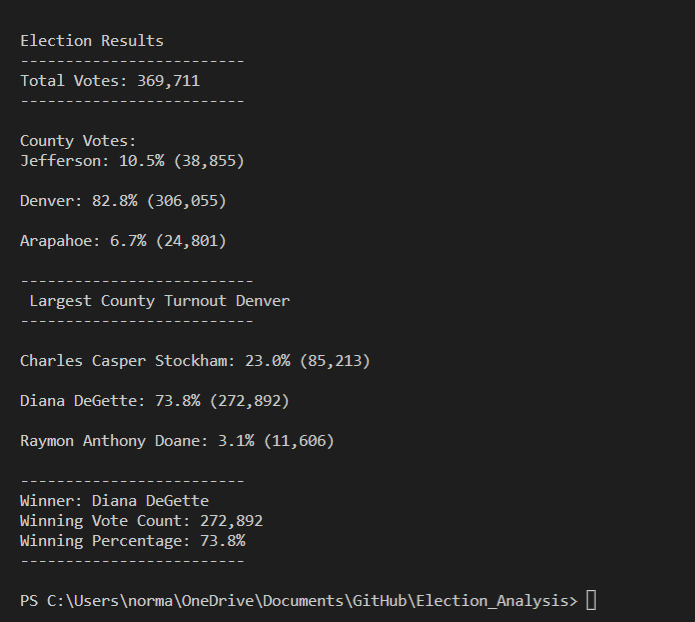 Election Results
-------------------------
Total Votes: 369,711
-------------------------
County Votes:
Jefferson: 10.5% (38,855)
Denver: 82.8% (306,055)
Arapahoe: 6.7% (24,801)
--------------------------
Largest County Turnout Denver
--------------------------
Charles Casper Stockham: 23.0% (85,213)
Diana DeGette: 73.8% (272,892)
Raymon Anthony Doane: 3.1% (11,606)
-------------------------
Winner: Diana DeGette
Winning Vote Count: 272,892
Winning Percentage: 73.8%
-------------------------
PS C:\Users\norma\OneDrive\Documents\GitHub\Election_Analysis>